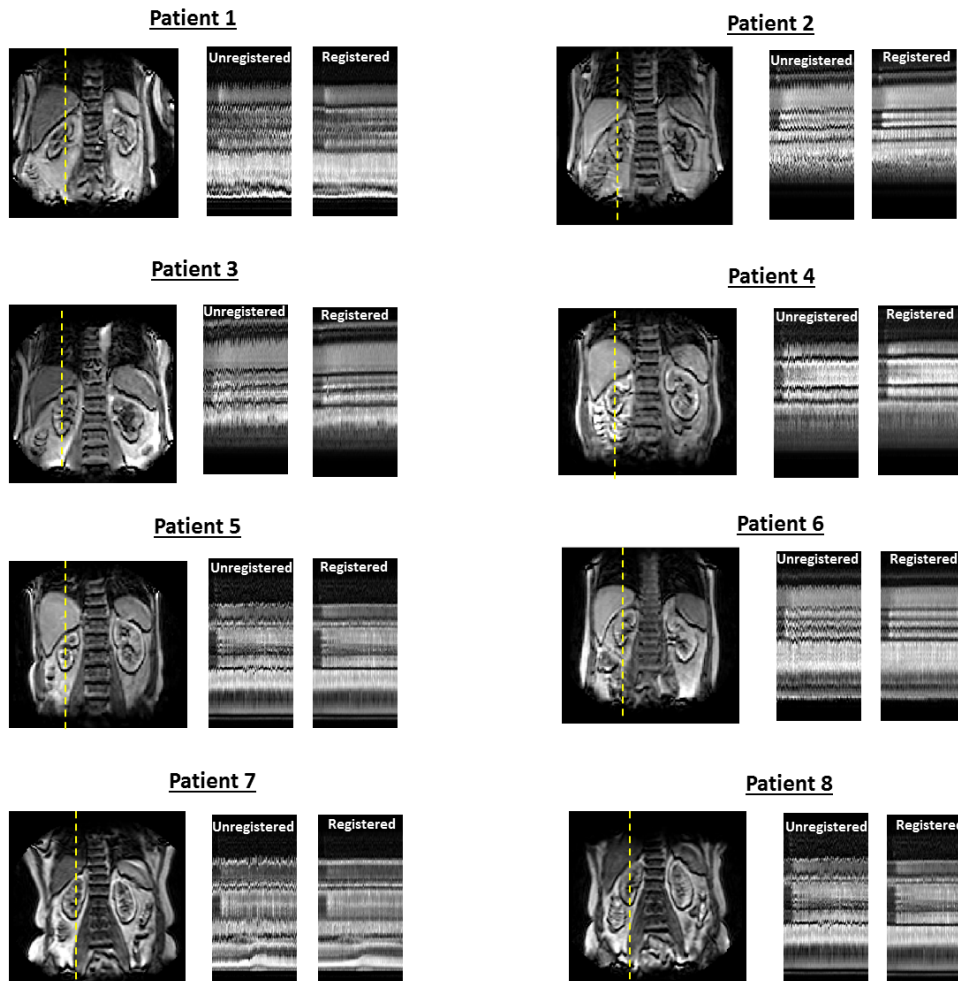 Patient 1
Unregistered
Registered
Patient 2
Unregistered
Registered
Patient 3
Unregistered
Registered
Patient 4
Unregistered
Registered
Patient 5
Unregistered
Registered
Patient 6
Unregistered
Registered
Patient 7
Unregistered
Registered
Patient 8
Unregistered
Registered